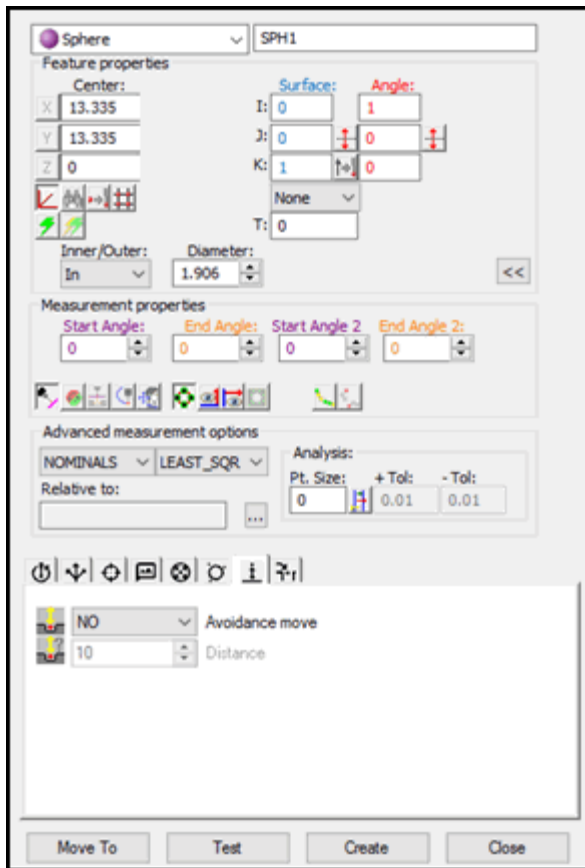 Sphere SPH1
Feature properties
Center: Surface: Angle:
X 13.335 I: 0 1
Y 13.335 J: 0 0
Z 0 K: 1 0
None
T: 0
Inner/Outer: Diameter:
In 1.906 <<
Measurement properties
Start Angle: End Angle: Start Angle 2 End Angle 2:
0 0 0 0
Advanced measurement options
NOMINALS LEAST_SQR Analysis:
Relative to: Pt. Size: + Tol: - Tol:
... 0 0.01 0.01
NO Avoidance move
10 Distance
Move To Test Create Close